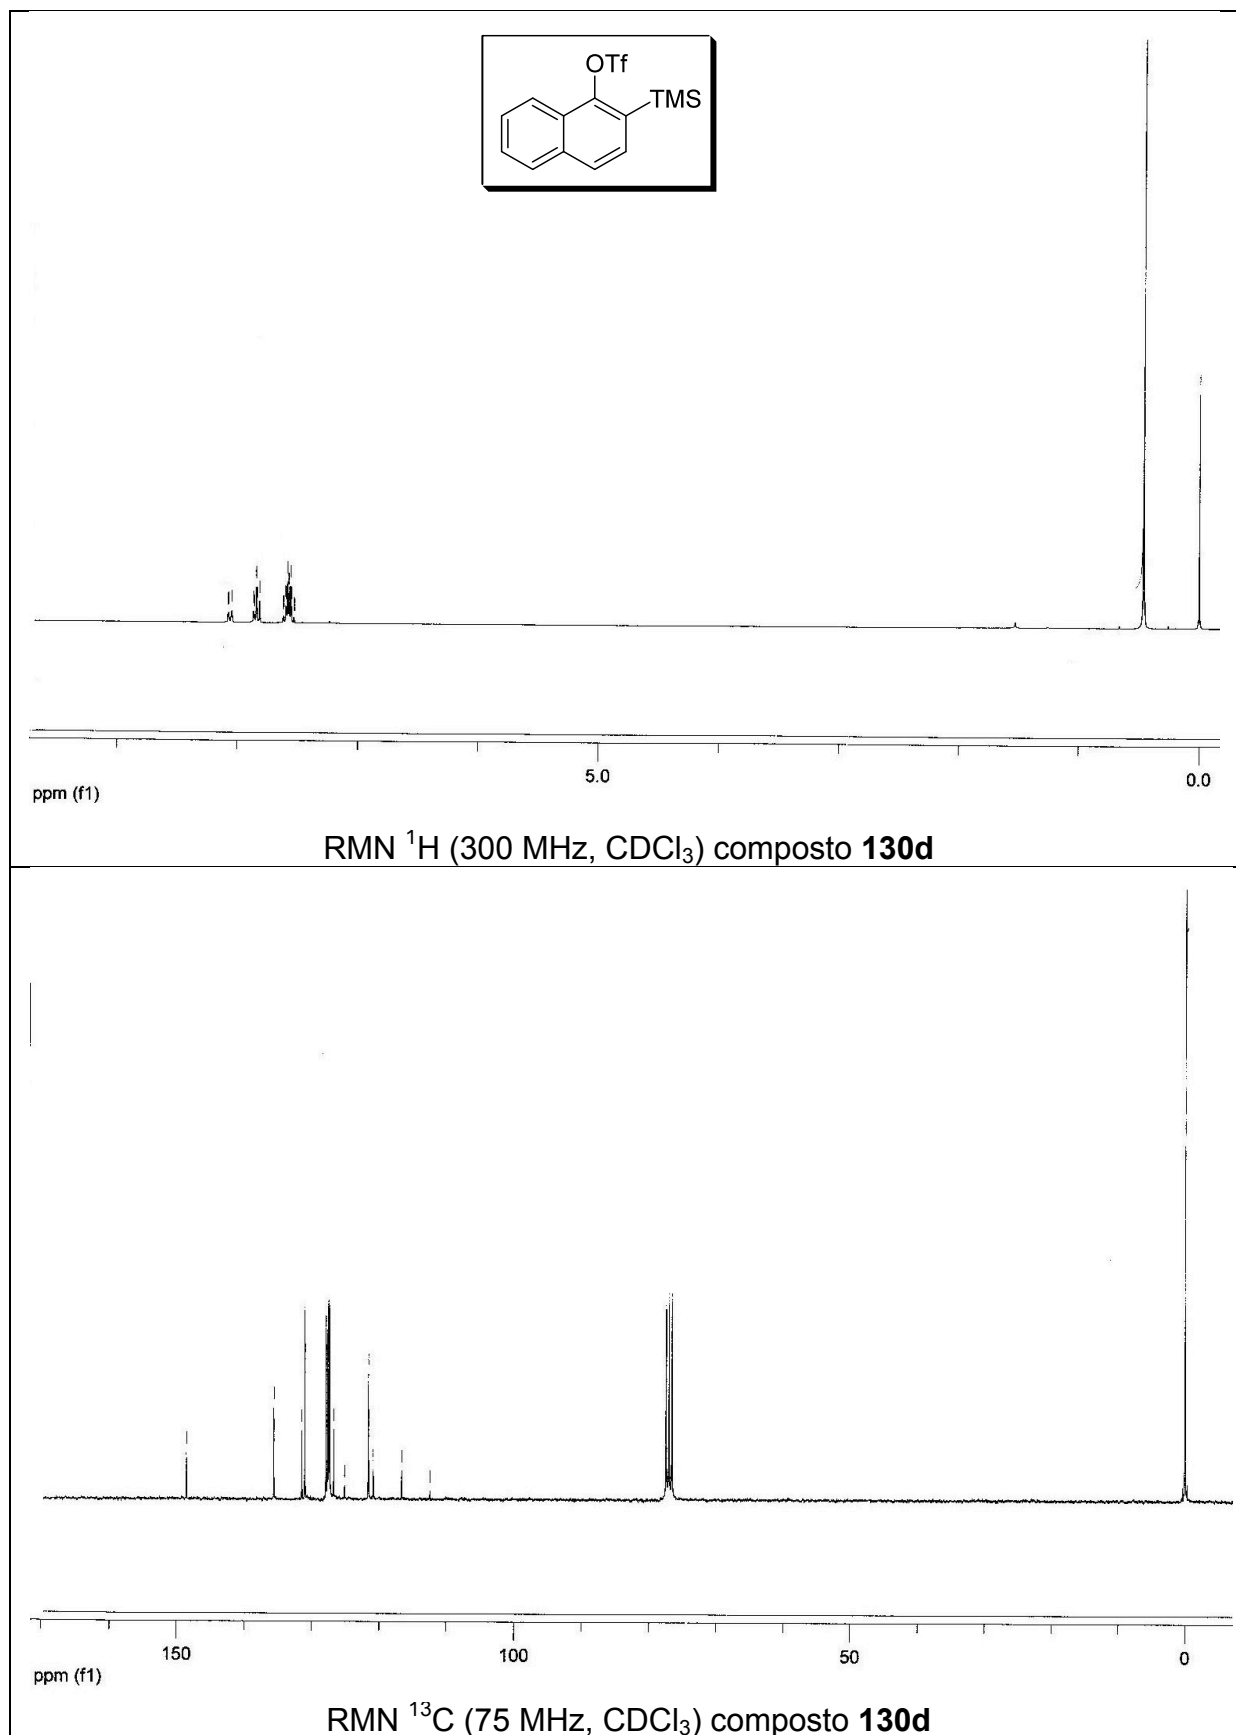 OTf
TMS
5.0
0.0
ppm (f1)
RMN ¹H (300 MHz, CDCl₃) composto 130d
150
100
50
0
ppm (f1)
RMN ¹³C (75 MHz, CDCl₃) composto 130d